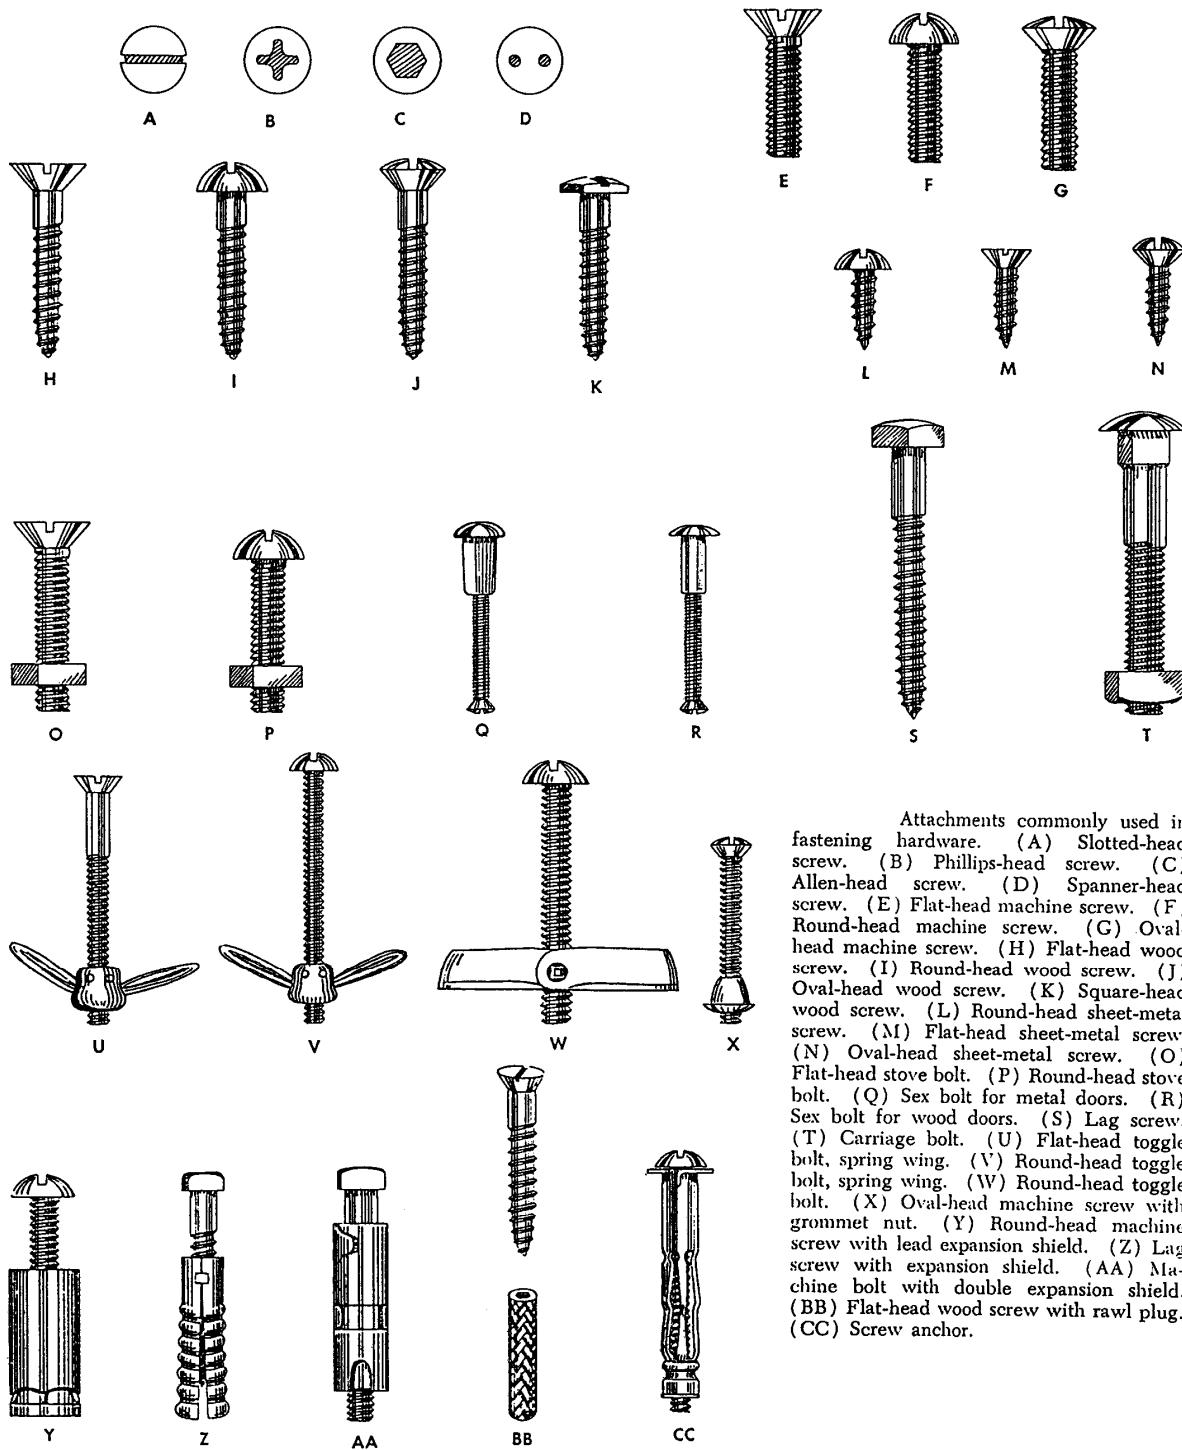 A B C D
E F G
H I J K
L M N
O P Q R
S T
U V W X
Y Z AA BB CC
Attachments commonly used in
fastening hardware. (A) Slotted-head
screw. (B) Phillips-head screw. (C)
Allen-head screw. (D) Spanner-head
screw. (E) Flat-head machine screw. (F
Round-head machine screw. (G) Oval-
head machine screw. (H) Flat-head wood
screw. (I) Round-head wood screw. (J)
Oval-head wood screw. (K) Square-head
wood screw. (L) Round-head sheet-metal
screw. (M) Flat-head sheet-metal screw
(N) Oval-head sheet-metal screw. (O)
Flat-head stove bolt. (P) Round-head stove
bolt. (Q) Sex bolt for metal doors. (R)
Sex bolt for wood doors. (S) Lag screw.
(T) Carriage bolt. (U) Flat-head toggle
bolt, spring wing. (V) Round-head toggle
bolt, spring wing. (W) Round-head toggle
bolt. (X) Oval-head machine screw with
grommet nut. (Y) Round-head machine
screw with lead expansion shield. (Z) Lag
screw with expansion shield. (AA) Ma-
chine bolt with double expansion shield.
(BB) Flat-head wood screw with rawl plug.
(CC) Screw anchor.